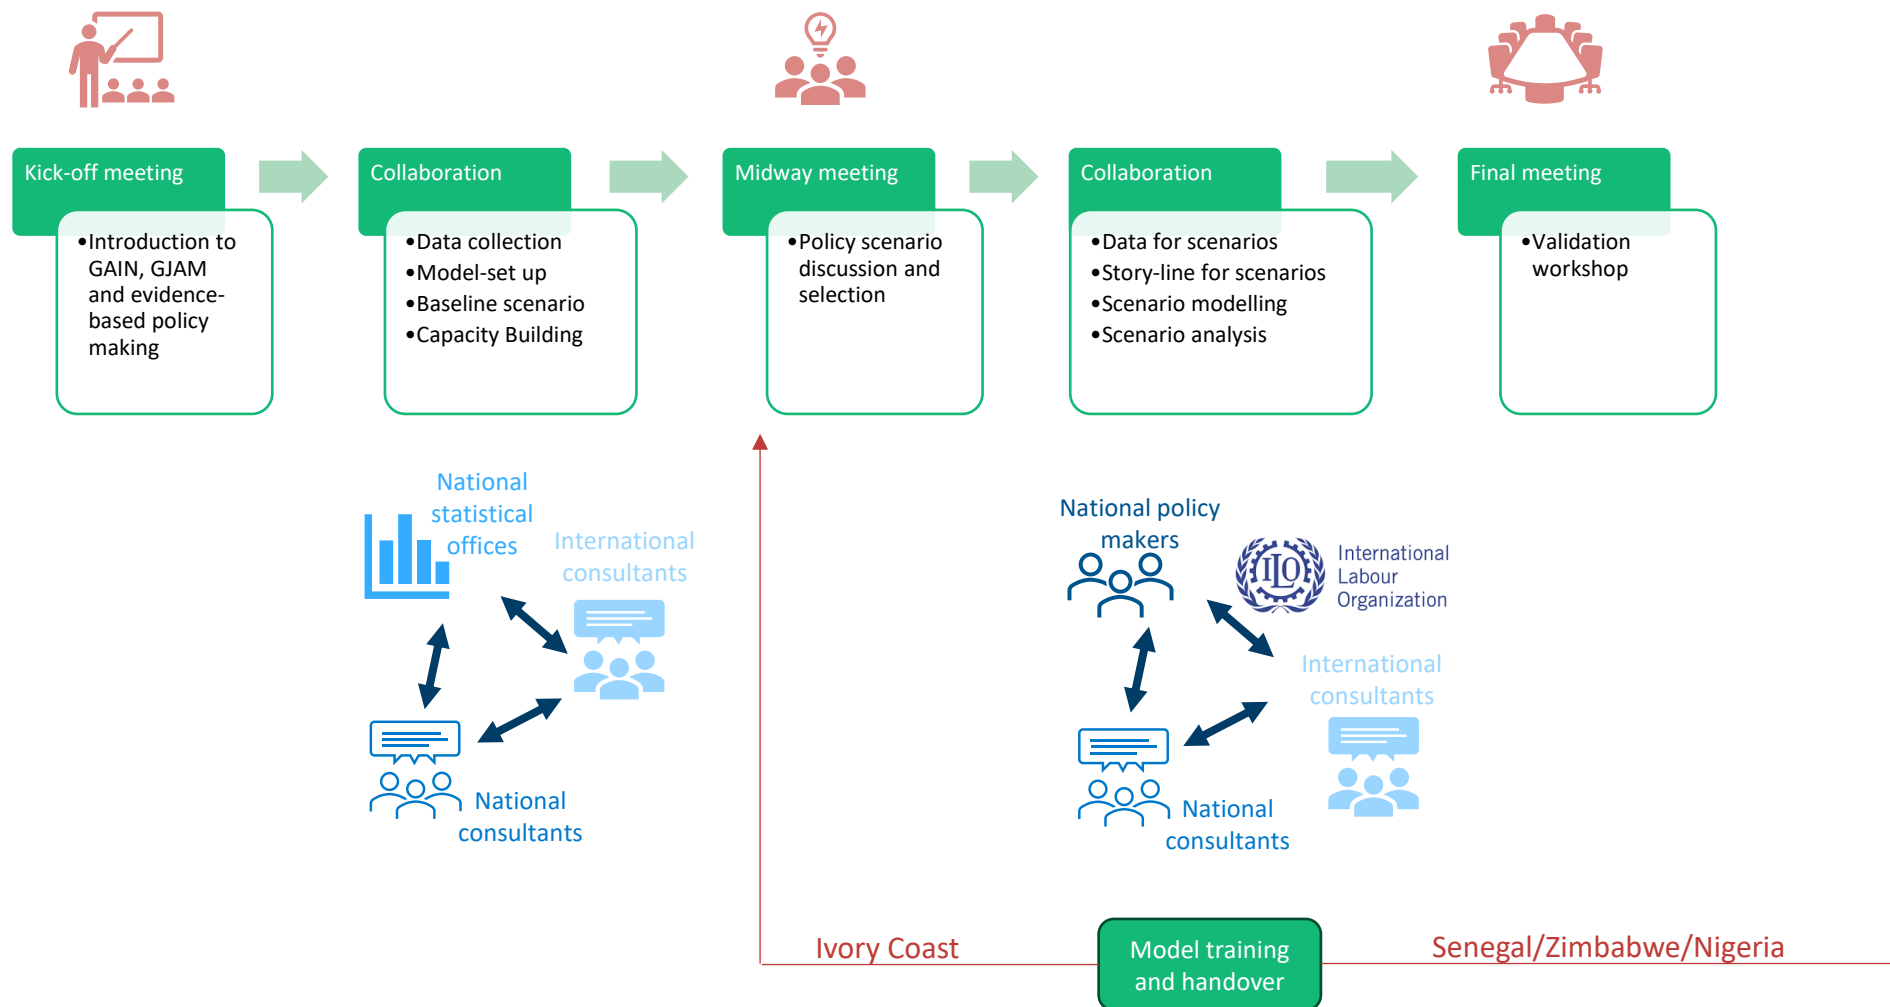 Kick-off meeting
•Introduction to
GAIN, GJAM
and evidence-
based policy
making
Collaboration
•Data collection
•Model-set up
•Baseline scenario
•Capacity Building
Midway meeting
•Policy scenario
discussion and
selection
Collaboration
•Data for scenarios
•Story-line for scenarios
•Scenario modelling
•Scenario analysis
Final meeting
•Validation
workshop
National
statistical
offices
International
consultants
National
consultants
National policy
makers
ILO
International
Labour
Organization
International
consultants
National
consultants
Ivory Coast
Model training
and handover
Senegal/Zimbabwe/Nigeria